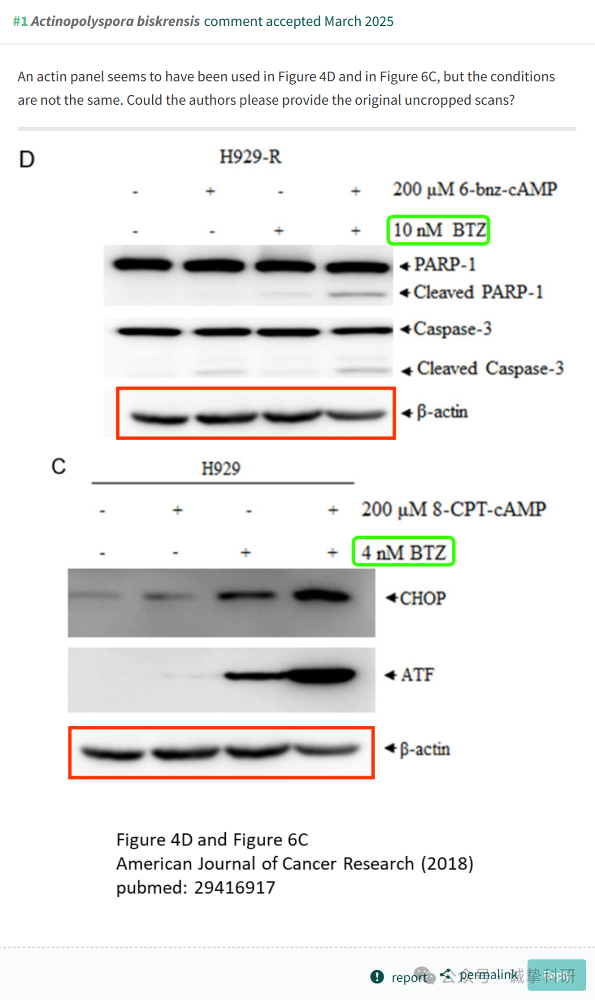 #1 Actinopolyspora biskrensis comment accepted March 2025
An actin panel seems to have been used in Figure 4D and in Figure 6C, but the conditions
are not the same. Could the authors please provide the original uncropped scans?
D
H929-R
- + - + 200 μM 6-bnz-cAMP
- - + + 10 nM BTZ
PARP-1
Cleaved PARP-1
Caspase-3
Cleaved Caspase-3
β-actin
C
H929
- + - + 200 μM 8-CPT-cAMP
- - + + 4 nM BTZ
CHOP
ATF
β-actin
Figure 4D and Figure 6C
American Journal of Cancer Research (2018)
pubmed: 29416917
report permalink Reply
公众号 · 诚挚科研